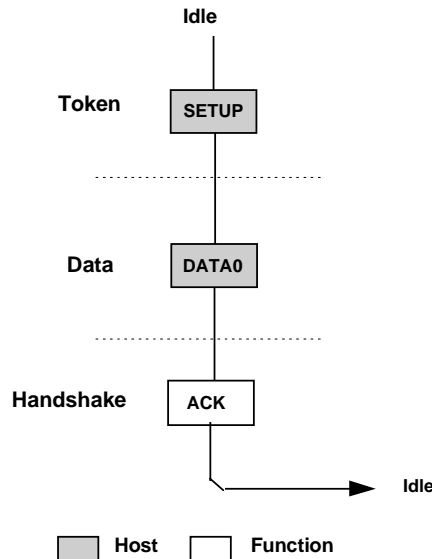 Idle
Token
SETUP
Data
DATA0
Handshake
ACK
Idle
Host
Function